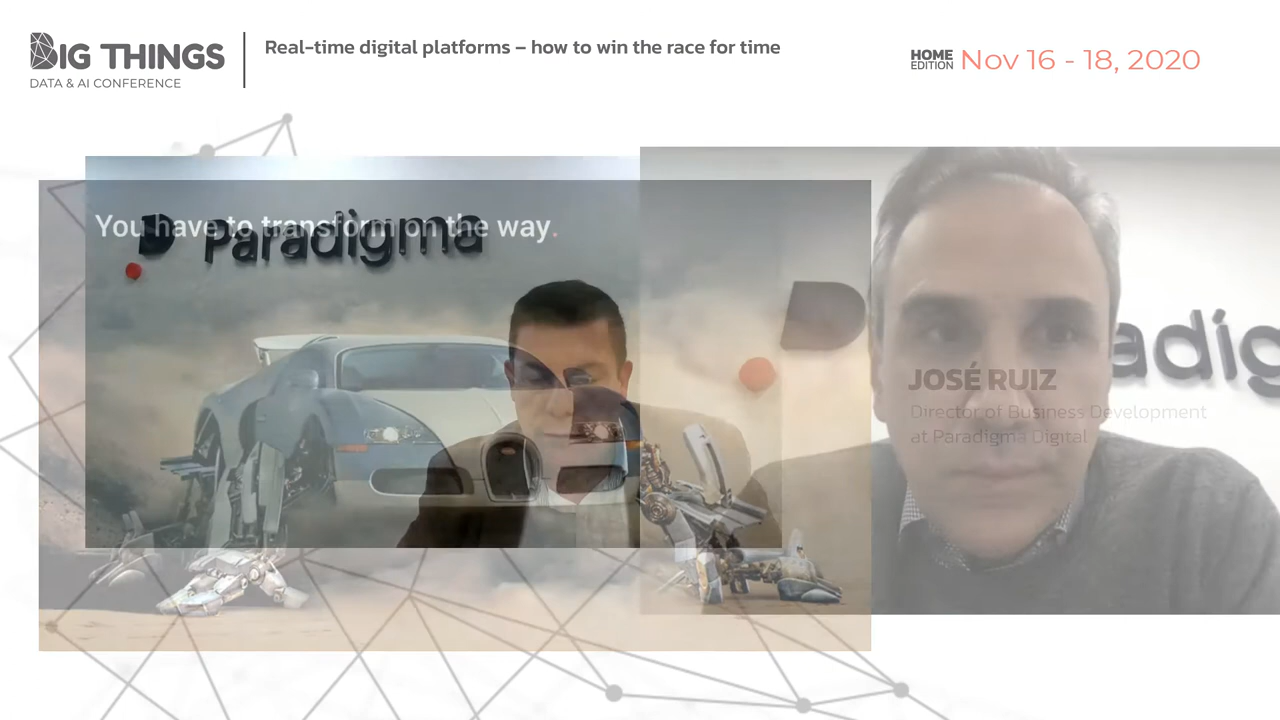 BIG THINGS
DATA & AI CONFERENCE
Real-time digital platforms – how to win the race for time
HOME
EDITION
Nov 16 - 18, 2020
You have to transform on the way.
Paradigma
adig
JOSÉ RUIZ
Director of Business Development
at Paradigma Digital